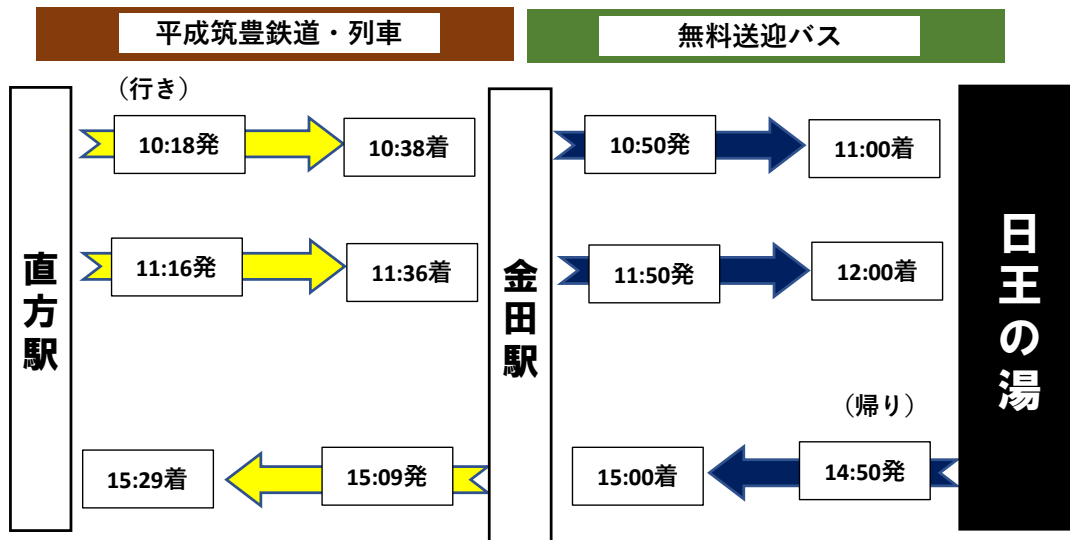 平成筑豊鉄道・列車
無料送迎バス
（行き）
10:18発
10:38着
10:50発
11:00着
11:16発
11:36着
11:50発
12:00着
直方駅
金田駅
日王の湯
（帰り）
15:29着
15:09発
15:00着
14:50発